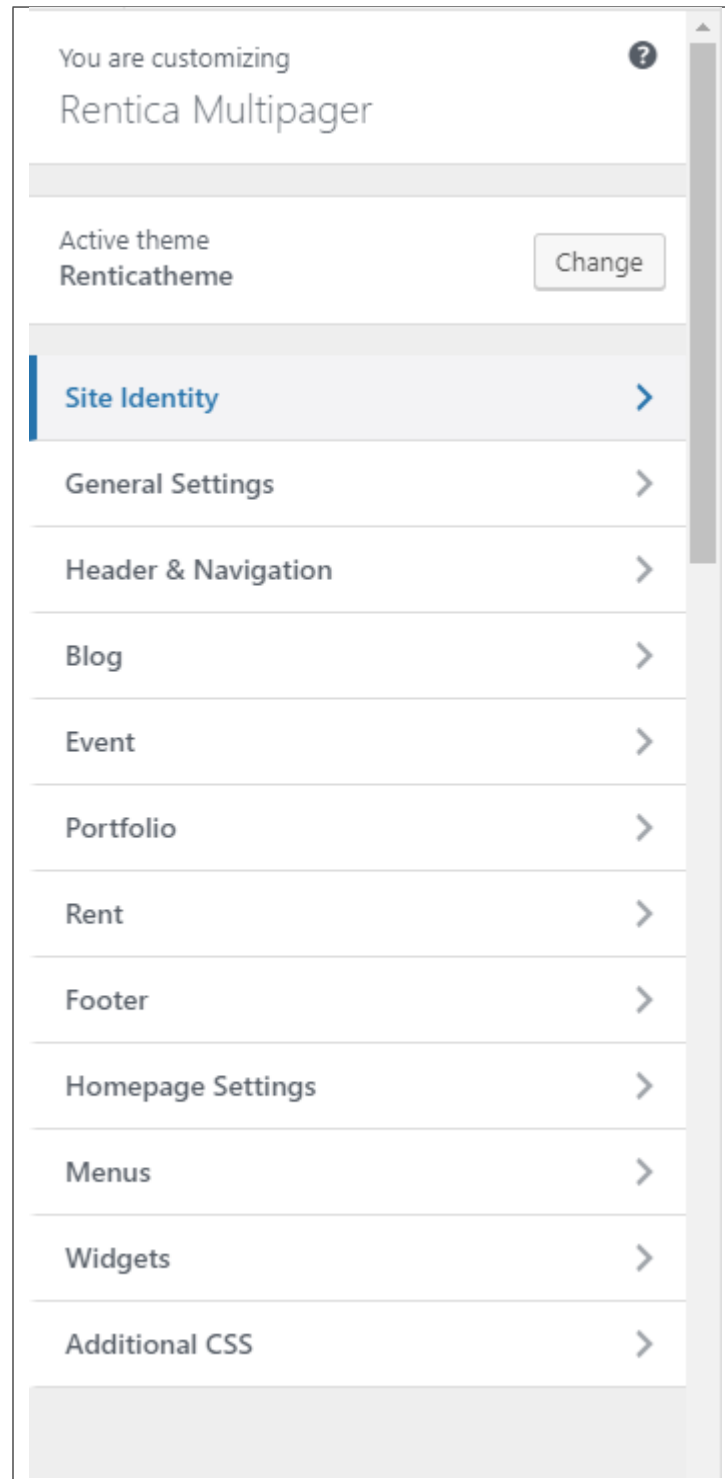 You are customizing
Rentica Multipager
Active theme
Renticatheme
Change
Site Identity
General Settings
Header & Navigation
Blog
Event
Portfolio
Rent
Footer
Homepage Settings
Menus
Widgets
Additional CSS